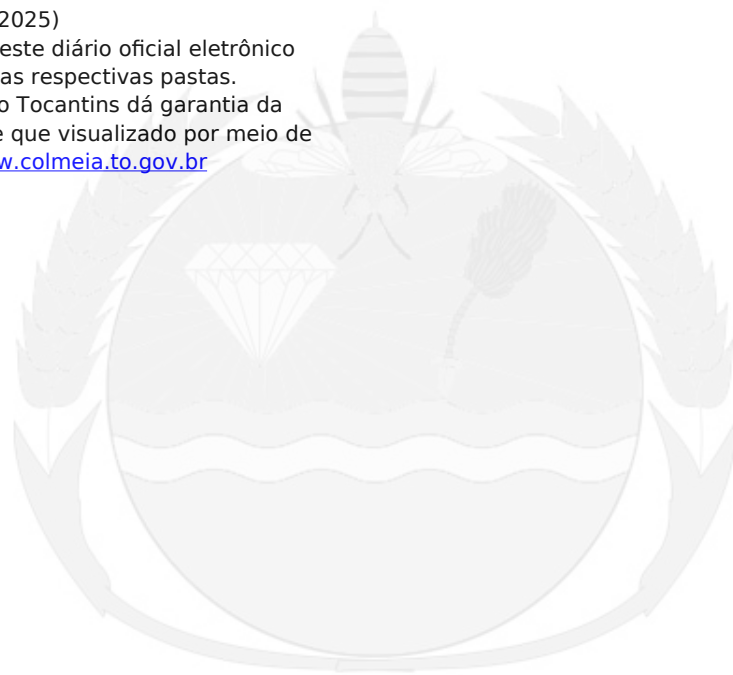 2025)
este diário oficial eletrônico
as respectivas pastas.
o Tocantins dá garantia da
e que visualizado por meio de
w.colmeia.to.gov.br